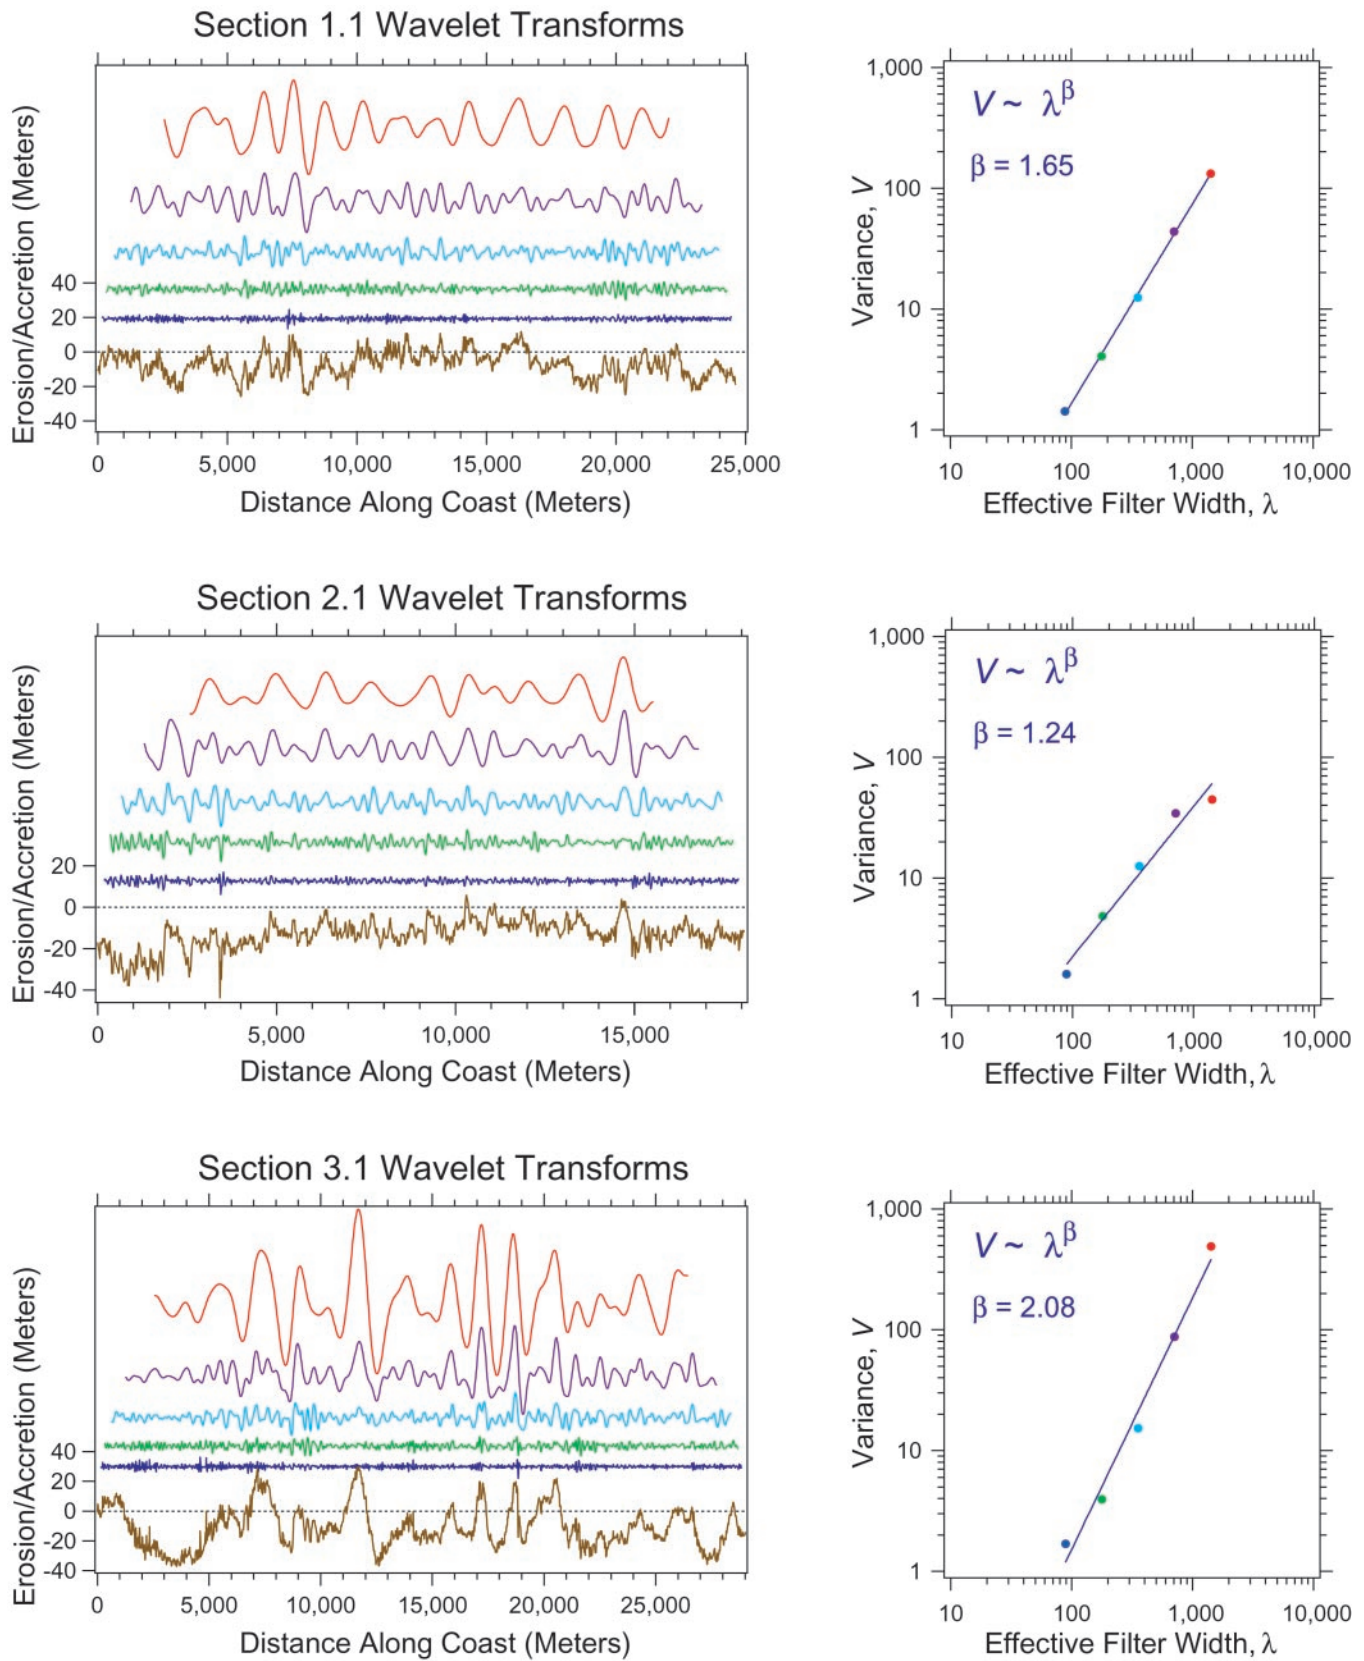 Section 1.1 Wavelet Transforms
Erosion/Accretion (Meters)
40
20
0
-20
-40
0 5,000 10,000 15,000 20,000 25,000
Distance Along Coast (Meters)
V ~ λ^β
β = 1.65
Variance, V
1,000
100
10
1
10 100 1,000 10,000
Effective Filter Width, λ
Section 2.1 Wavelet Transforms
Erosion/Accretion (Meters)
20
0
-20
-40
0 5,000 10,000 15,000
Distance Along Coast (Meters)
V ~ λ^β
β = 1.24
Variance, V
1,000
100
10
1
10 100 1,000 10,000
Effective Filter Width, λ
Section 3.1 Wavelet Transforms
Erosion/Accretion (Meters)
40
20
0
-20
-40
0 5,000 10,000 15,000 20,000 25,000
Distance Along Coast (Meters)
V ~ λ^β
β = 2.08
Variance, V
1,000
100
10
1
10 100 1,000 10,000
Effective Filter Width, λ